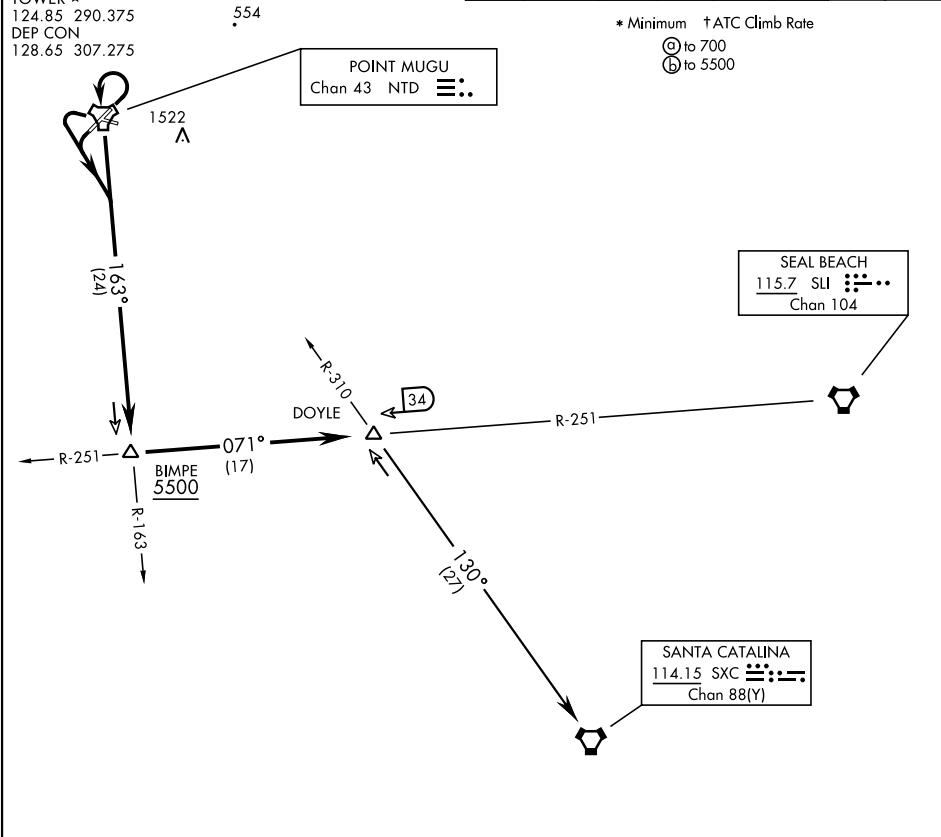 TOWER *
124.85 290.375
DEP CON
128.65 307.275
554
* Minimum † ATC Climb Rate
ⓐ to 700
ⓑ to 5500
POINT MUGU
Chan 43 NTD
1522
163°
(24)
SEAL BEACH
115.7 SLI
Chan 104
R-310
34
DOYLE
R-251
R-251
071°
(17)
BIMPE
5500
R-163
130°
(27)
SANTA CATALINA
114.15 SXC
Chan 88(Y)